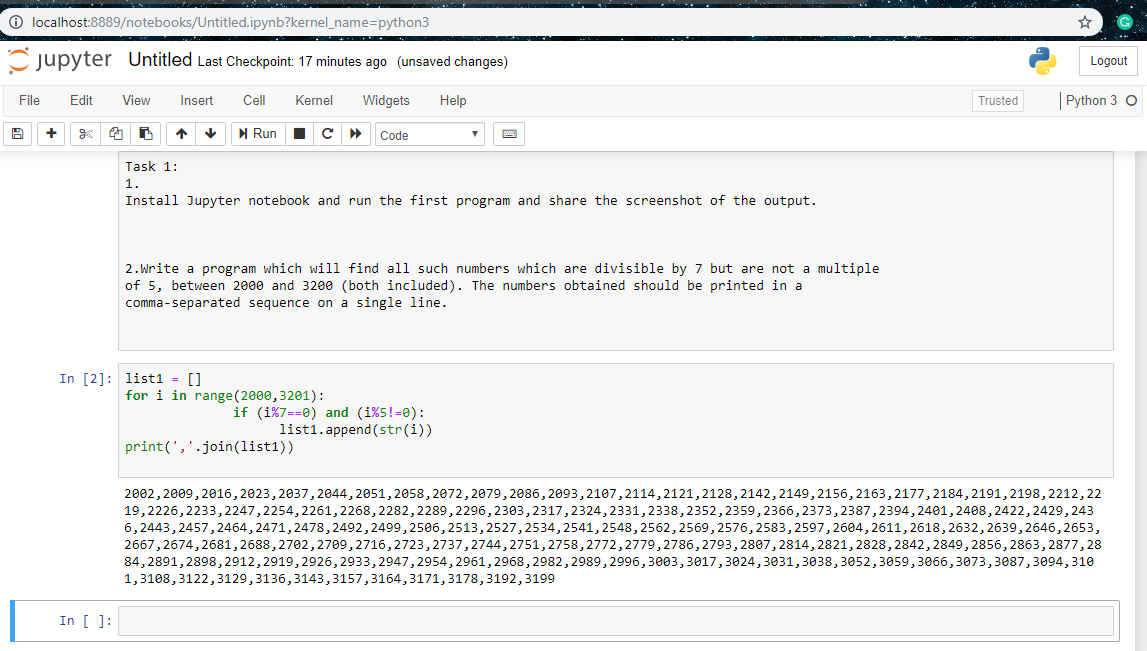 localhost:8889/notebooks/Untitled.ipynb?kernel_name=python3
jupyter Untitled Last Checkpoint: 17 minutes ago (unsaved changes) Logout
File Edit View Insert Cell Kernel Widgets Help Trusted Python 3
Run Code
Task 1:
1.
Install Jupyter notebook and run the first program and share the screenshot of the output.
2.Write a program which will find all such numbers which are divisible by 7 but are not a multiple
of 5, between 2000 and 3200 (both included). The numbers obtained should be printed in a
comma-separated sequence on a single line.
In [2]: list1 = []
for i in range(2000,3201):
if (i%7==0) and (i%5!=0):
list1.append(str(i))
print(','.join(list1))
2002,2009,2016,2023,2037,2044,2051,2058,2072,2079,2086,2093,2107,2114,2121,2128,2142,2149,2156,2163,2177,2184,2191,2198,2212,22
19,2226,2233,2247,2254,2261,2268,2282,2289,2296,2303,2317,2324,2331,2338,2352,2359,2366,2373,2387,2394,2401,2408,2422,2429,243
6,2443,2457,2464,2471,2478,2492,2499,2506,2513,2527,2534,2541,2548,2562,2569,2576,2583,2597,2604,2611,2618,2632,2639,2646,2653,
2667,2674,2681,2688,2702,2709,2716,2723,2737,2744,2751,2758,2772,2779,2786,2793,2807,2814,2821,2828,2842,2849,2856,2863,2877,28
84,2891,2898,2912,2919,2926,2933,2947,2954,2961,2968,2982,2989,2996,3003,3017,3024,3031,3038,3052,3059,3066,3073,3087,3094,310
1,3108,3122,3129,3136,3143,3157,3164,3171,3178,3192,3199
In [ ]: